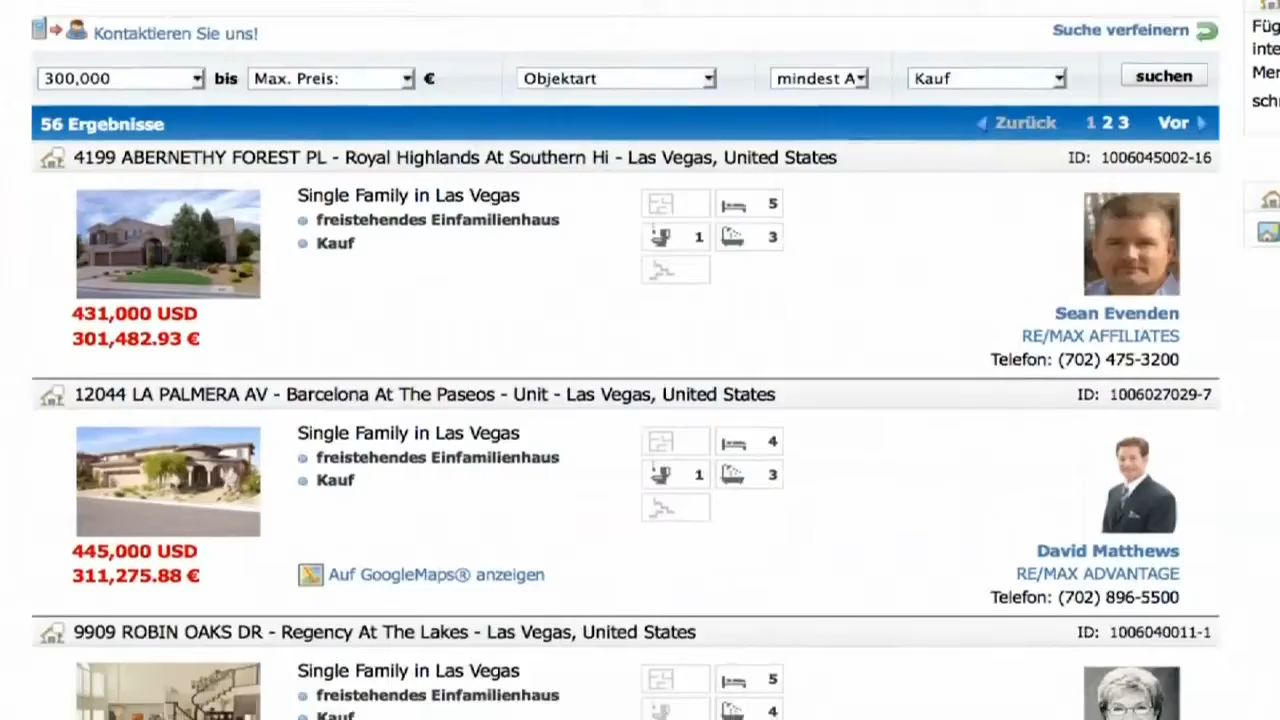 Kontaktieren Sie uns!
Suche verfeinern
300,000 bis Max. Preis: € Objektart mindest A Kauf suchen
56 Ergebnisse Zurück 1 2 3 Vor
4199 ABERNETHY FOREST PL - Royal Highlands At Southern Hi - Las Vegas, United States ID: 1006045002-16
Single Family in Las Vegas
freistehendes Einfamilienhaus
Kauf
5
1 3
431,000 USD
301,482.93 €
Sean Evenden
RE/MAX AFFILIATES
Telefon: (702) 475-3200
12044 LA PALMERA AV - Barcelona At The Paseos - Unit - Las Vegas, United States ID: 1006027029-7
Single Family in Las Vegas
freistehendes Einfamilienhaus
Kauf
4
1 3
445,000 USD
311,275.88 €
Auf GoogleMaps® anzeigen
David Matthews
RE/MAX ADVANTAGE
Telefon: (702) 896-5500
9909 ROBIN OAKS DR - Regency At The Lakes - Las Vegas, United States ID: 1006040011-1
Single Family in Las Vegas
freistehendes Einfamilienhaus
Kauf
5
4
Füg
inte
Mer
schr